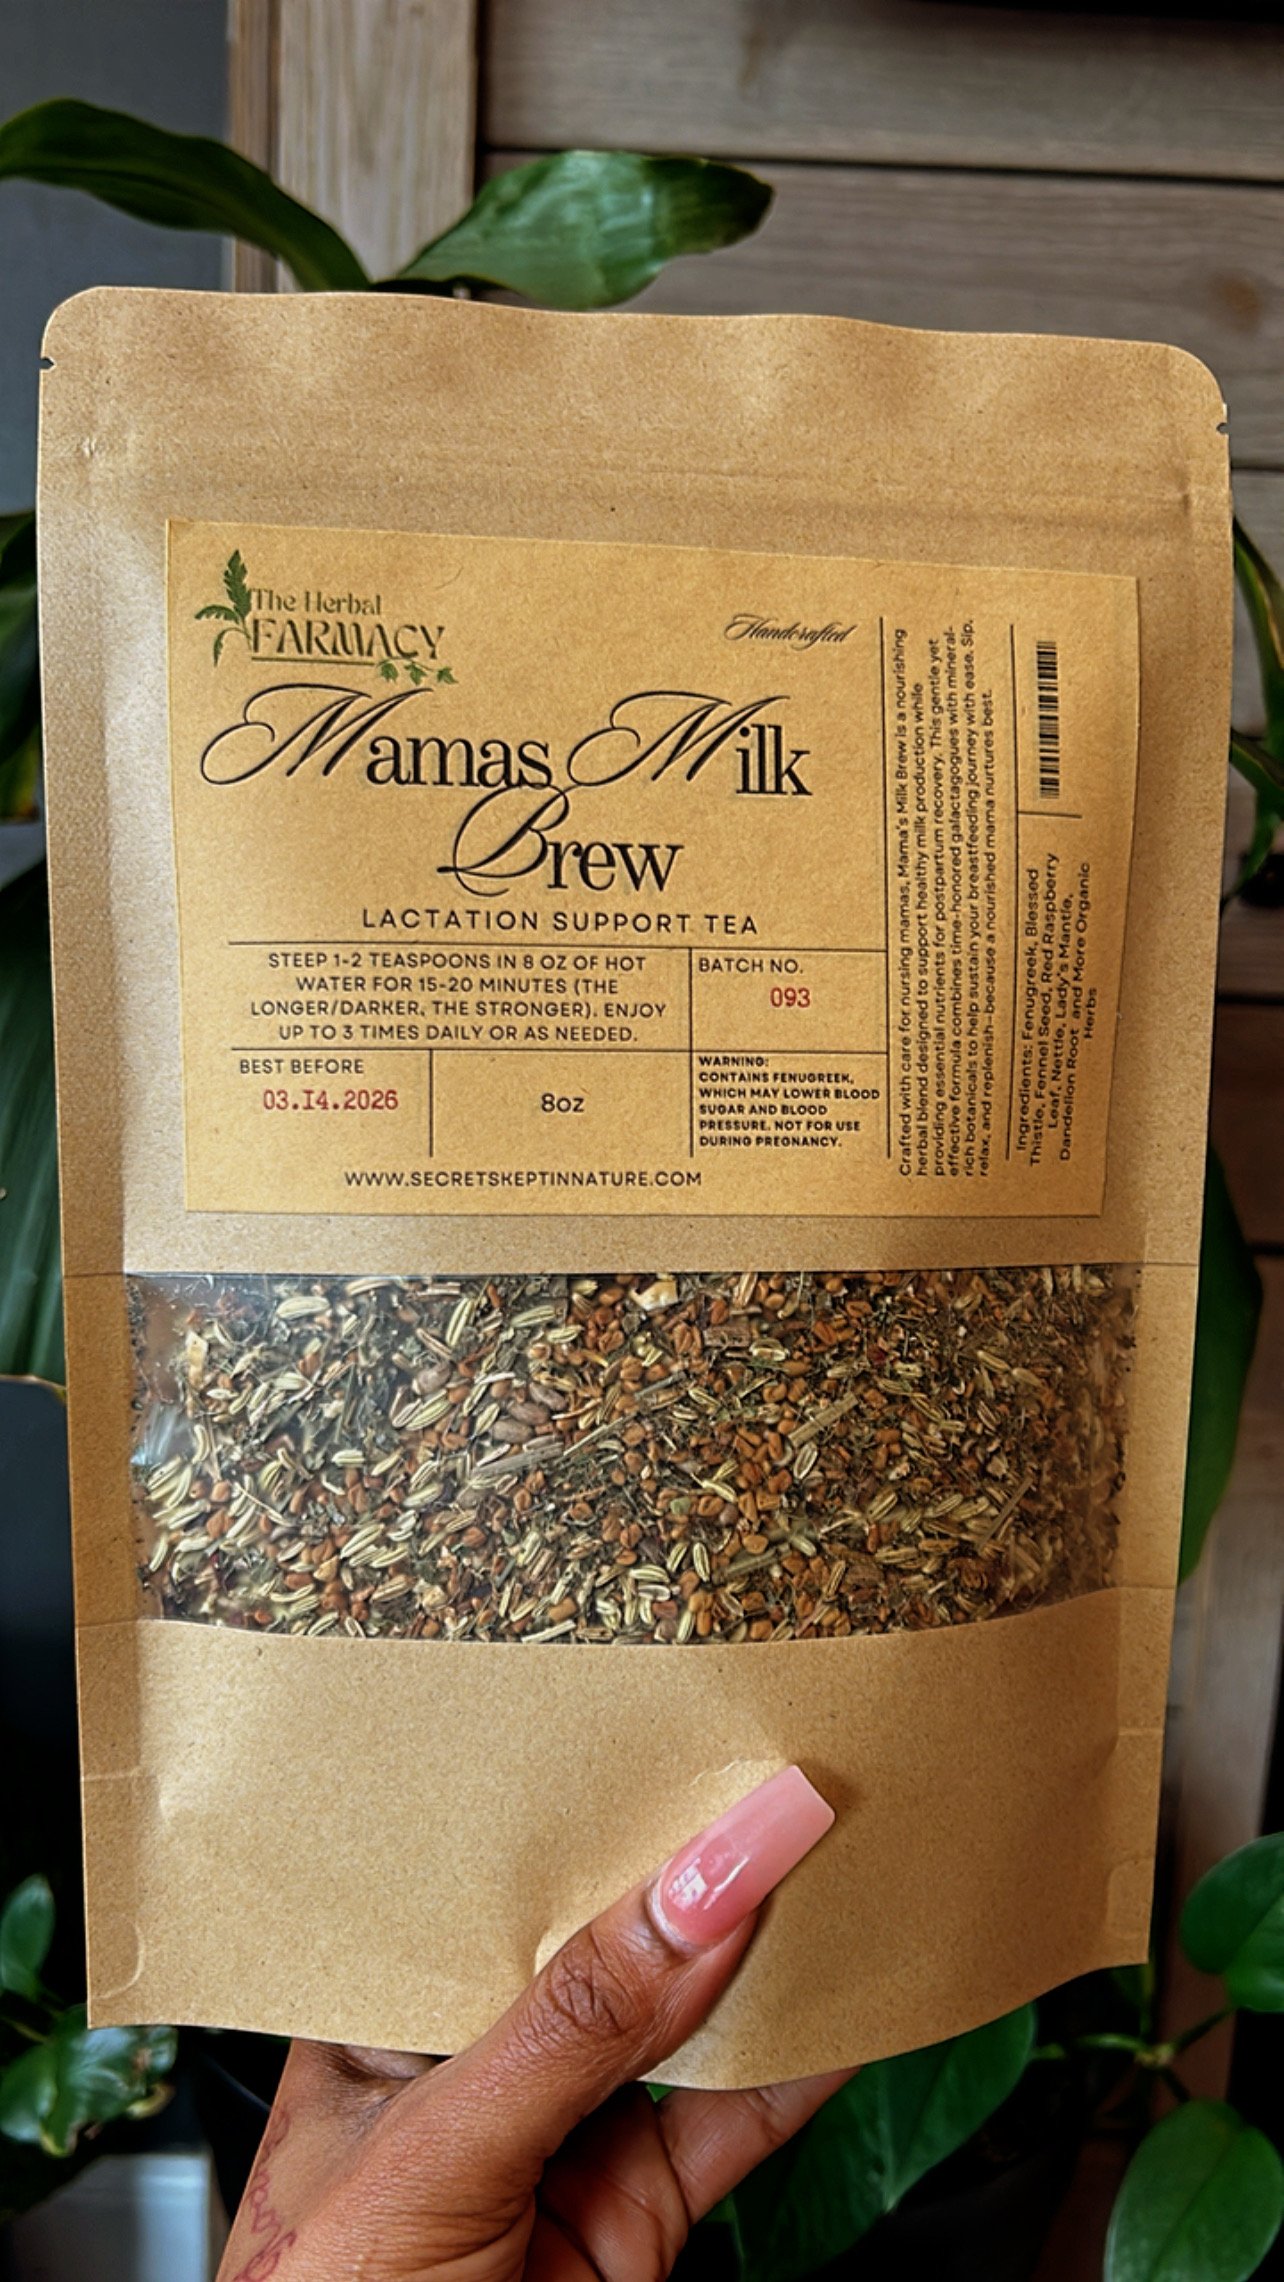 The Herbal
FARMACY
Handcrafted
Mamas Milk
Brew
LACTATION SUPPORT TEA
STEEP 1-2 TEASPOONS IN 8 OZ OF HOT
WATER FOR 15-20 MINUTES (THE
LONGER/DARKER, THE STRONGER). ENJOY
UP TO 3 TIMES DAILY OR AS NEEDED.
BATCH NO.
093
BEST BEFORE
03.14.2026
8oz
WARNING:
CONTAINS FENUGREEK,
WHICH MAY LOWER BLOOD
SUGAR AND BLOOD
PRESSURE. NOT FOR USE
DURING PREGNANCY.
WWW.SECRETSKEPTINNATURE.COM
Crafted with care for nursing mamas, Mama's Milk Brew is a nourishing
herbal blend designed to support healthy milk production while
providing essential nutrients for postpartum recovery. This gentle yet
effective formula combines time-honored galactagogues with mineral-
rich botanicals to help sustain your breastfeeding journey with ease. Sip,
relax, and replenish—because a nourished mama nurtures best.
Ingredients: Fenugreek, Blessed
Thistle, Fennel Seed, Red Raspberry
Leaf, Nettle, Lady's Mantle,
Dandelion Root and More Organic
Herbs